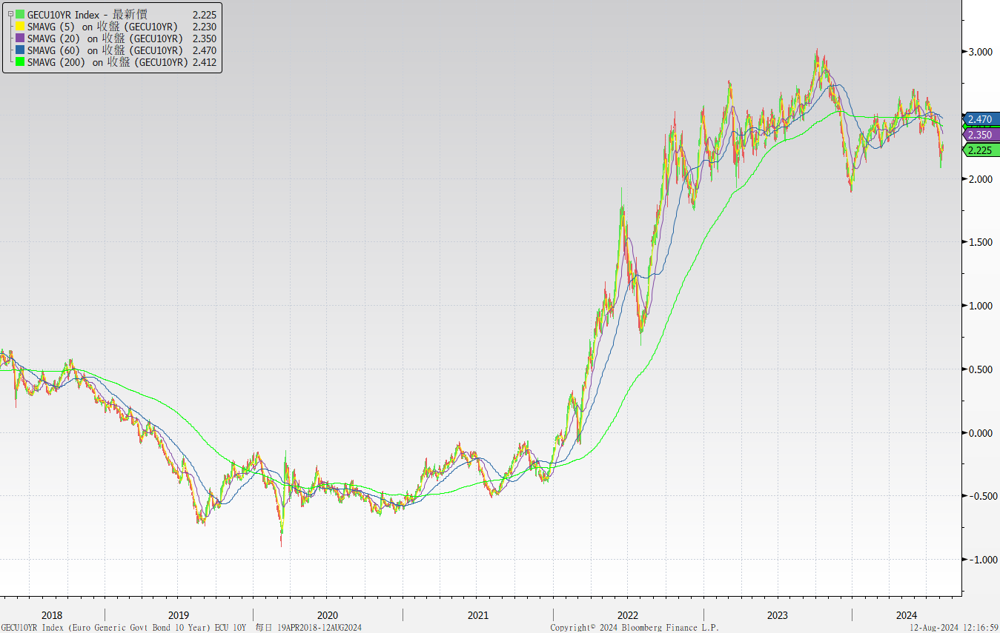 GECU10YR Index - 最新價 2.225
SMAVG (5) on 收盤 (GECU10YR) 2.230
SMAVG (20) on 收盤 (GECU10YR) 2.350
SMAVG (60) on 收盤 (GECU10YR) 2.470
SMAVG (200) on 收盤 (GECU10YR) 2.412
3.000
2.470
2.350
2.225
2.000
1.500
1.000
0.500
0.000
-0.500
-1.000
2018 2019 2020 2021 2022 2023 2024
GECU10YR Index (Euro Generic Govt Bond 10 Year) ECU 10Y 每日 19APR2018-12AUG2024 Copyright© 2024 Bloomberg Finance L.P. 12-Aug-2024 12:16:59